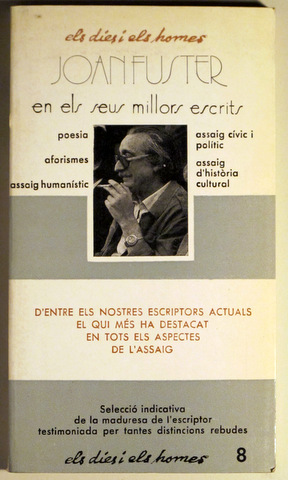 els dies i els homes
JOAN FUSTER
en els seus millors escrits
poesia
aforismes
assaig humanístic
assaig cívic i
polític
assaig
d'història
cultural
D'ENTRE ELS NOSTRES ESCRIPTORS ACTUALS
EL QUI MÉS HA DESTACAT
EN TOTS ELS ASPECTES
DE L'ASSAIG
Selecció indicativa
de la maduresa de l'escriptor
testimoniada per tantes distincions rebudes
els dies i els homes 8